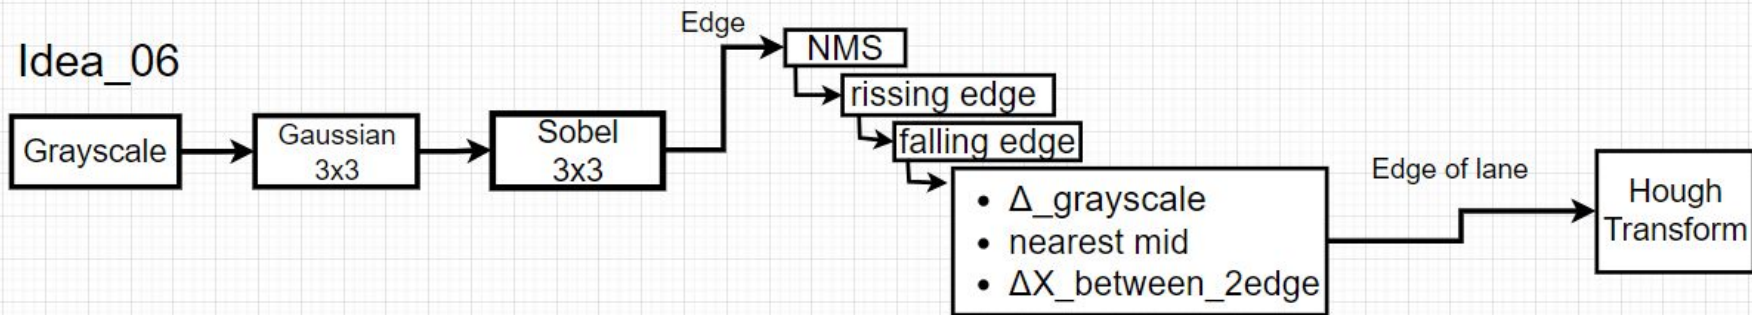 Idea_06
Grayscale
Gaussian
3x3
Sobel
3x3
Edge
NMS
rissing edge
falling edge
• Δ_grayscale
• nearest mid
• ΔX_between_2edge
Edge of lane
Hough
Transform